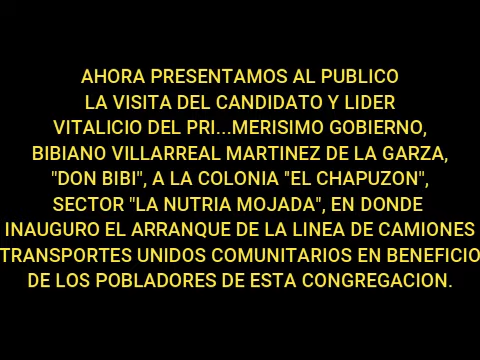 AHORA PRESENTAMOS AL PUBLICO
LA VISITA DEL CANDIDATO Y LIDER
VITALICIO DEL PRI...MERISIMO GOBIERNO,
BIBIANO VILLARREAL MARTINEZ DE LA GARZA,
"DON BIBI", A LA COLONIA "EL CHAPUZON",
SECTOR "LA NUTRIA MOJADA", EN DONDE
INAUGURO EL ARRANQUE DE LA LINEA DE CAMIONES
TRANSPORTES UNIDOS COMUNITARIOS EN BENEFICIO
DE LOS POBLADORES DE ESTA CONGREGACION.